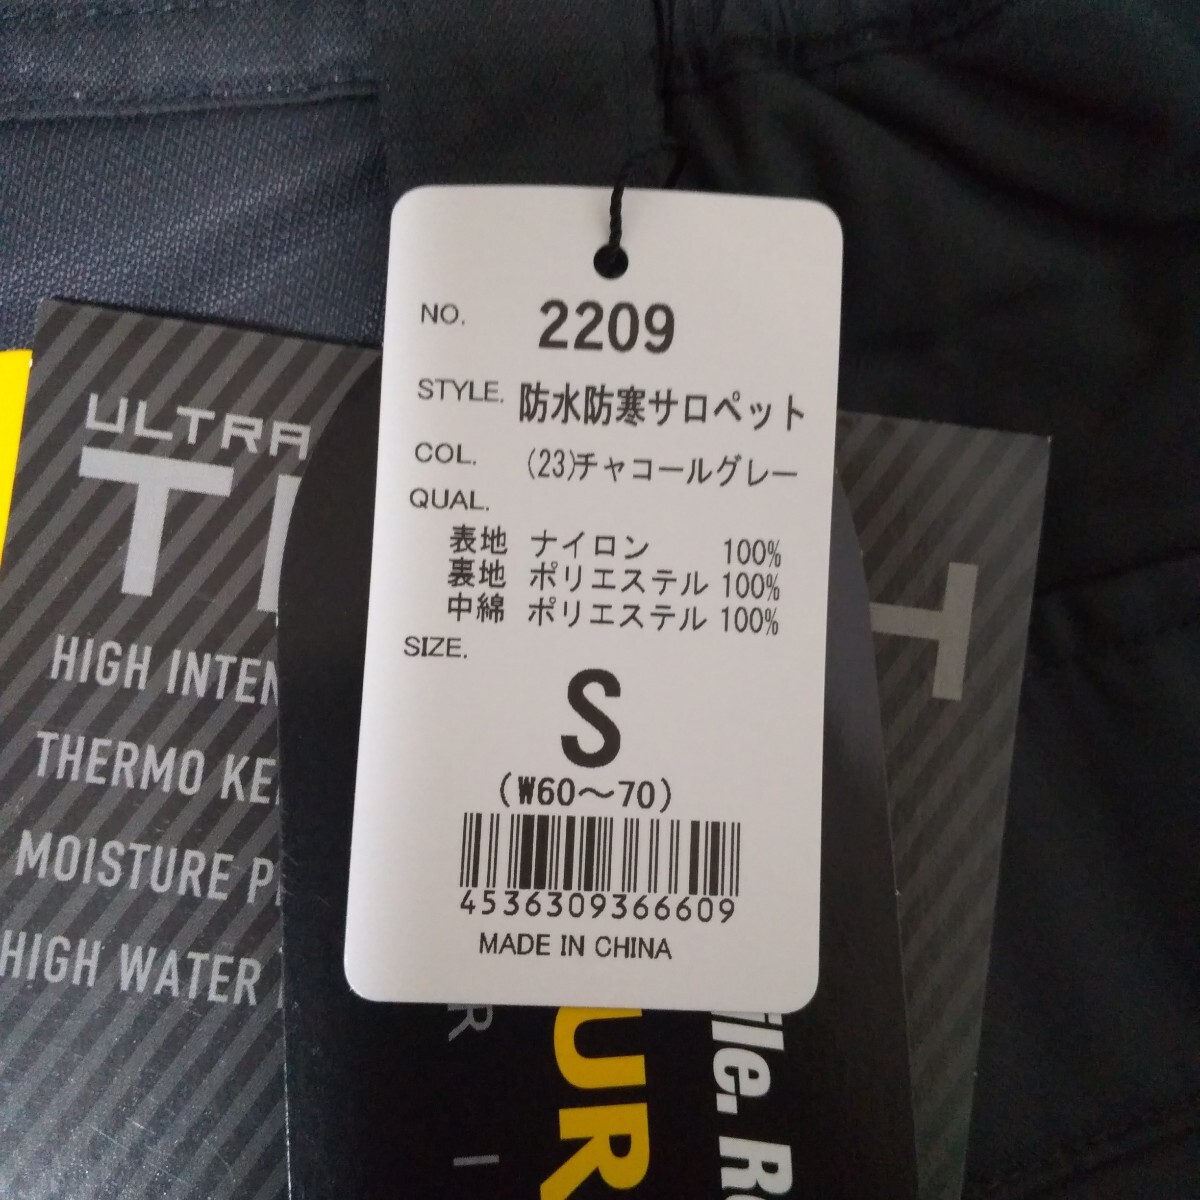 NO. 2209
STYLE. 防水防寒サロペット
COL. (23)チャコールグレー
QUAL.
表地 ナイロン 100%
裏地 ポリエステル 100%
中綿 ポリエステル 100%
SIZE.
S
(W60～70)
4536309366609
MADE IN CHINA
ULTRA
HIGH
THERMO
MOISTURE
HIGH WATER